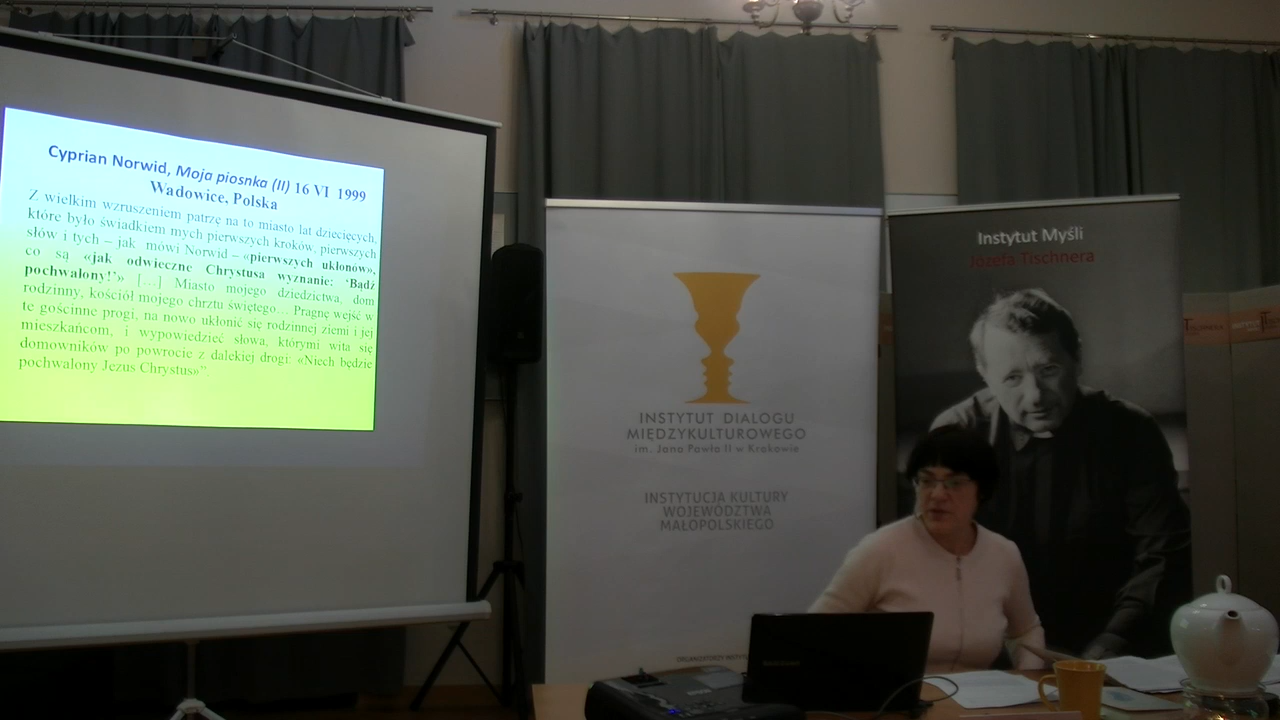 Cyprian Norwid, Moja piosnka (II) 16 VI 1999
Wadowice, Polska
Z wielkim wzruszeniem patrzę na to miasto lat dziecięcych,
które było świadkiem mych pierwszych kroków, pierwszych
słów i tych – jak mówi Norwid – «pierwszych ukłonów»,
co są «jak odwieczne Chrystusa wyznanie: ‘Bądź
pochwalony!’» […] Miasto mojego dziedzictwa, dom
rodzinny, kościół mojego chrztu świętego… Pragnę wejść w
te gościnne progi, na nowo ukłonić się rodzinnej ziemi i jej
mieszkańcom, i wypowiedzieć słowa, którymi wita się
domowników po powrocie z dalekiej drogi: «Niech będzie
pochwalony Jezus Chrystus»”.
INSTYTUT DIALOGU
MIĘDZYKULTUROWEGO
im. Jana Pawła II w Krakowie
INSTYTUCJA KULTURY
WOJEWÓDZTWA
MAŁOPOLSKIEGO
Instytut Myśli
Józefa Tischnera